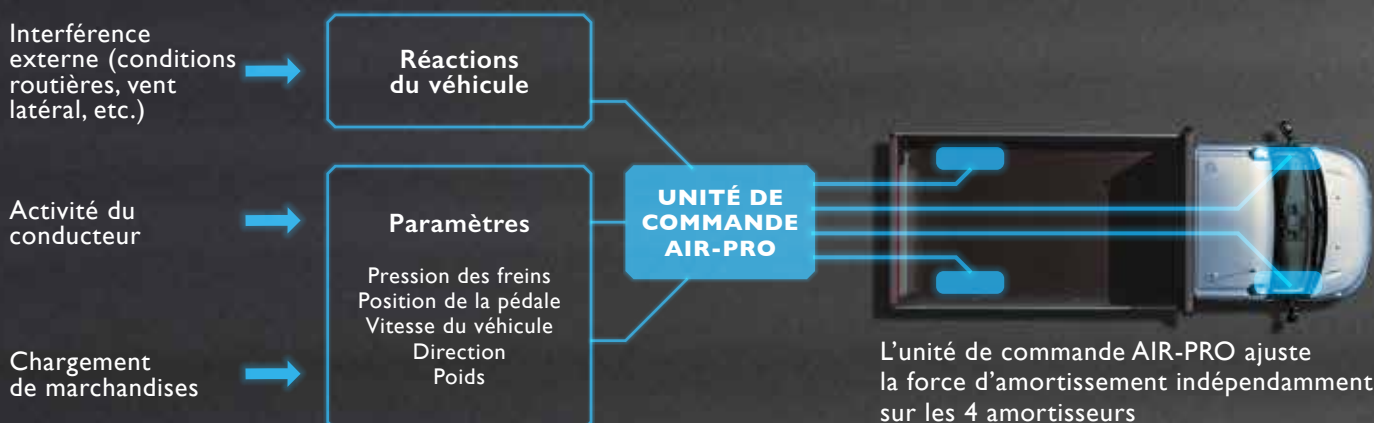 Interférence
externe (conditions
routières, vent
latéral, etc.)
Réactions
du véhicule
Activité du
conducteur
Chargement
de marchandises
Paramètres
Pression des freins
Position de la pédale
Vitesse du véhicule
Direction
Poids
UNITÉ DE
COMMANDE
AIR-PRO
L’unité de commande AIR-PRO ajuste
la force d’amortissement indépendamment
sur les 4 amortisseurs